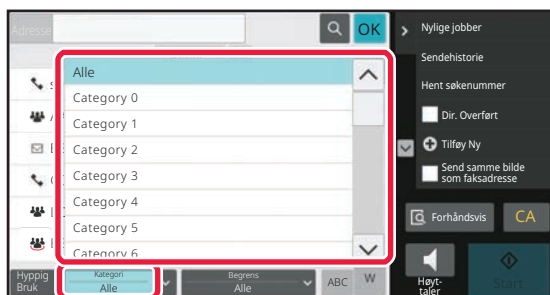 Adresse
OK
Alle
Category 0
Category 1
Category 2
Category 3
Category 4
Category 5
Category 6
Hyppig
Bruk
Kategori
Alle
Begrens
Alle
ABC
W
Nylige jobber
Sendehistorie
Hent søkenummer
Dir. Overført
Tilføy Ny
Send samme bilde
som faksadresse
Forhåndsvis
CA
Høyt-
taler
Start